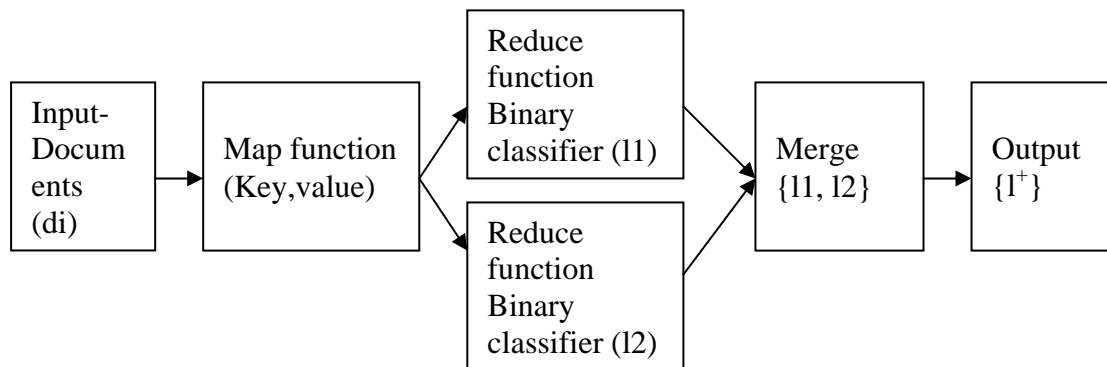 Input-
Docum
ents
(di)
Map function
(Key,value)
Reduce
function
Binary
classifier (l1)
Reduce
function
Binary
classifier (l2)
Merge
{l1, l2}
Output
{l⁺}